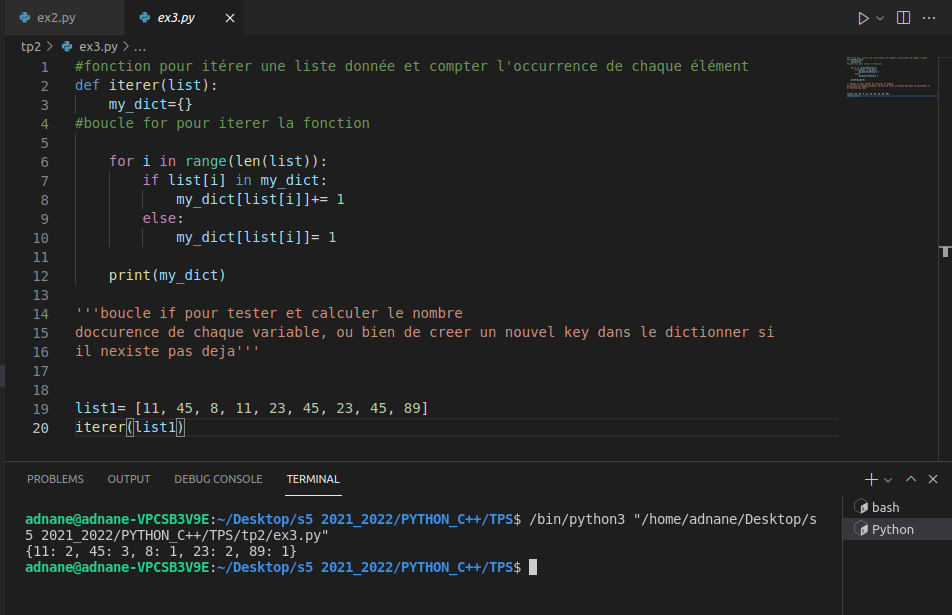 ex2.py ex3.py
tp2 > ex3.py > ...
1 #fonction pour itérer une liste donnée et compter l'occurrence de chaque élément
2 def iterer(list):
3 my_dict={}
4 #boucle for pour iterer la fonction
5
6 for i in range(len(list)):
7 if list[i] in my_dict:
8 my_dict[list[i]]+= 1
9 else:
10 my_dict[list[i]]= 1
11
12 print(my_dict)
13
14 '''boucle if pour tester et calculer le nombre
15 doccurence de chaque variable, ou bien de creer un nouvel key dans le dictionner si
16 il nexiste pas deja'''
17
18
19 list1= [11, 45, 8, 11, 23, 45, 23, 45, 89]
20 iterer(list1)
PROBLEMS OUTPUT DEBUG CONSOLE TERMINAL
adnane@adnane-VPCSB3V9E:~/Desktop/s5 2021_2022/PYTHON_C++/TPS$ /bin/python3 "/home/adnane/Desktop/s
5 2021_2022/PYTHON_C++/TPS/tp2/ex3.py"
{11: 2, 45: 3, 8: 1, 23: 2, 89: 1}
adnane@adnane-VPCSB3V9E:~/Desktop/s5 2021_2022/PYTHON_C++/TPS$
bash
Python